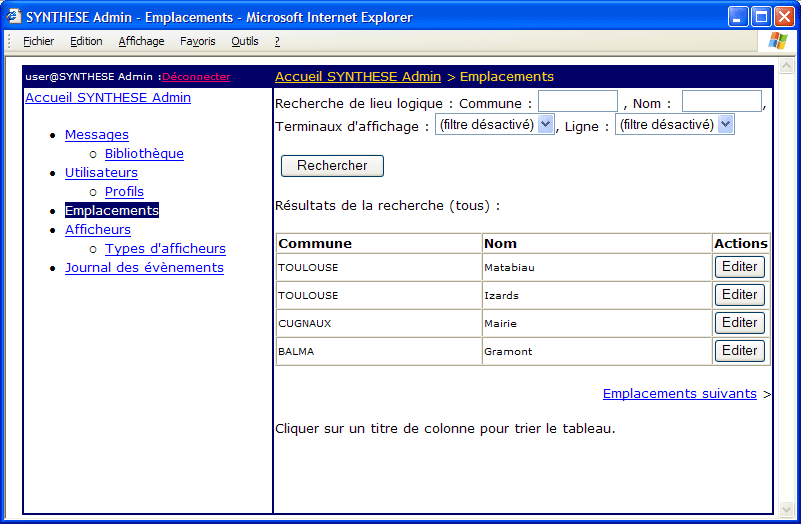 SYNTHESE Admin - Emplacements - Microsoft Internet Explorer
Fichier Edition Affichage Favoris Outils ?
user@SYNTHESE Admin :Déconnecter
Accueil SYNTHESE Admin > Emplacements
Accueil SYNTHESE Admin
Messages
Bibliothèque
Utilisateurs
Profils
Emplacements
Afficheurs
Types d'afficheurs
Journal des évènements
Recherche de lieu logique : Commune : , Nom : ,
Terminaux d'affichage : (filtre désactivé) , Ligne : (filtre désactivé)
Rechercher
Résultats de la recherche (tous) :
Commune Nom Actions
TOULOUSE Matabiau Editer
TOULOUSE Izards Editer
CUGNAUX Mairie Editer
BALMA Gramont Editer
Emplacements suivants >
Cliquer sur un titre de colonne pour trier le tableau.